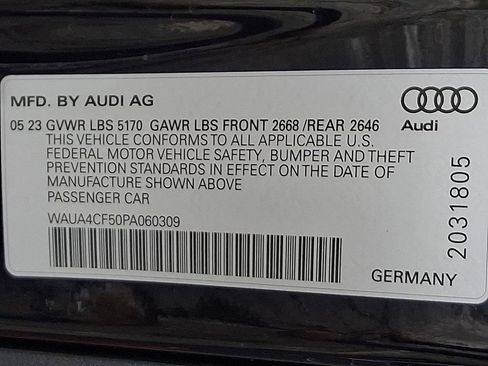 MFD. BY AUDI AG
Audi
05 23 GVWR LBS 5170 GAWR LBS FRONT 2668 /REAR 2646
THIS VEHICLE CONFORMS TO ALL APPLICABLE U.S.
FEDERAL MOTOR VEHICLE SAFETY, BUMPER AND THEFT
PREVENTION STANDARDS IN EFFECT ON THE DATE OF
MANUFACTURE SHOWN ABOVE
PASSENGER CAR
WAUA4CF50PA060309
2031805
GERMANY